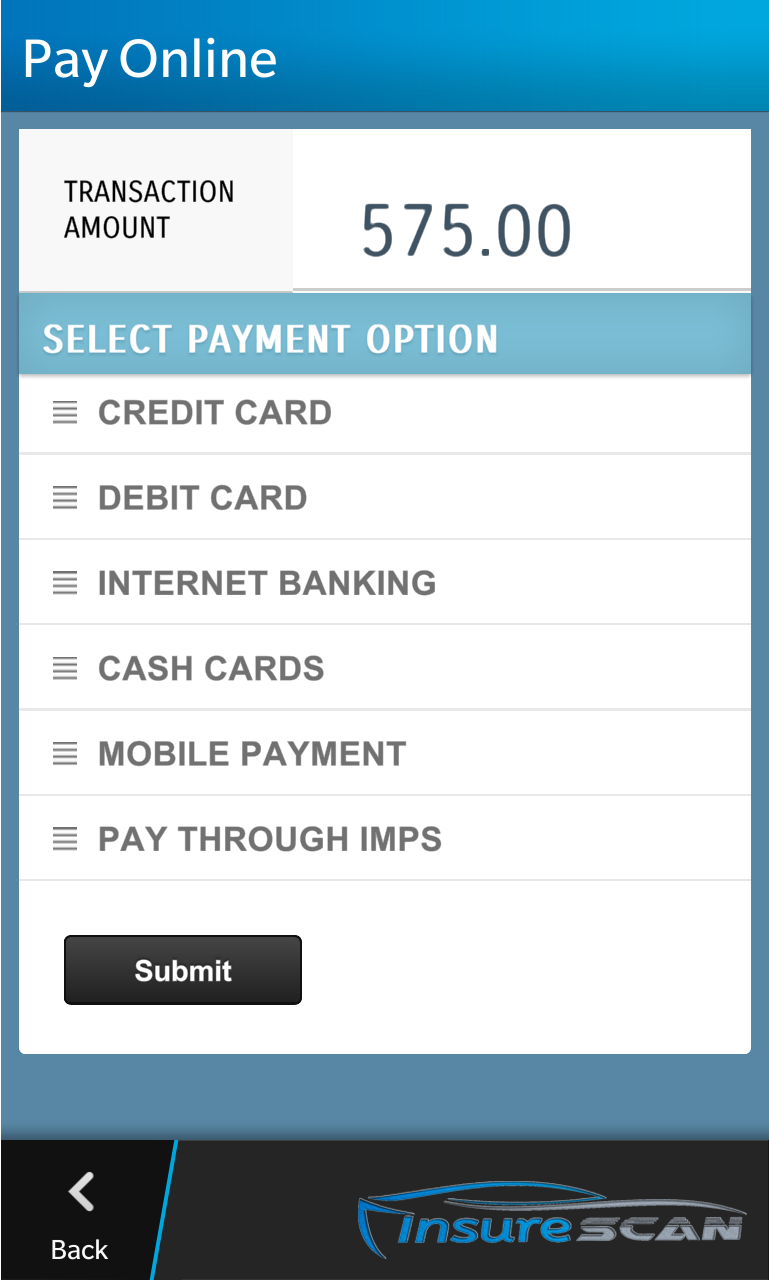 Pay Online
TRANSACTION
AMOUNT
575.00
SELECT PAYMENT OPTION
CREDIT CARD
DEBIT CARD
INTERNET BANKING
CASH CARDS
MOBILE PAYMENT
PAY THROUGH IMPS
Submit
Back
InsureSCAN